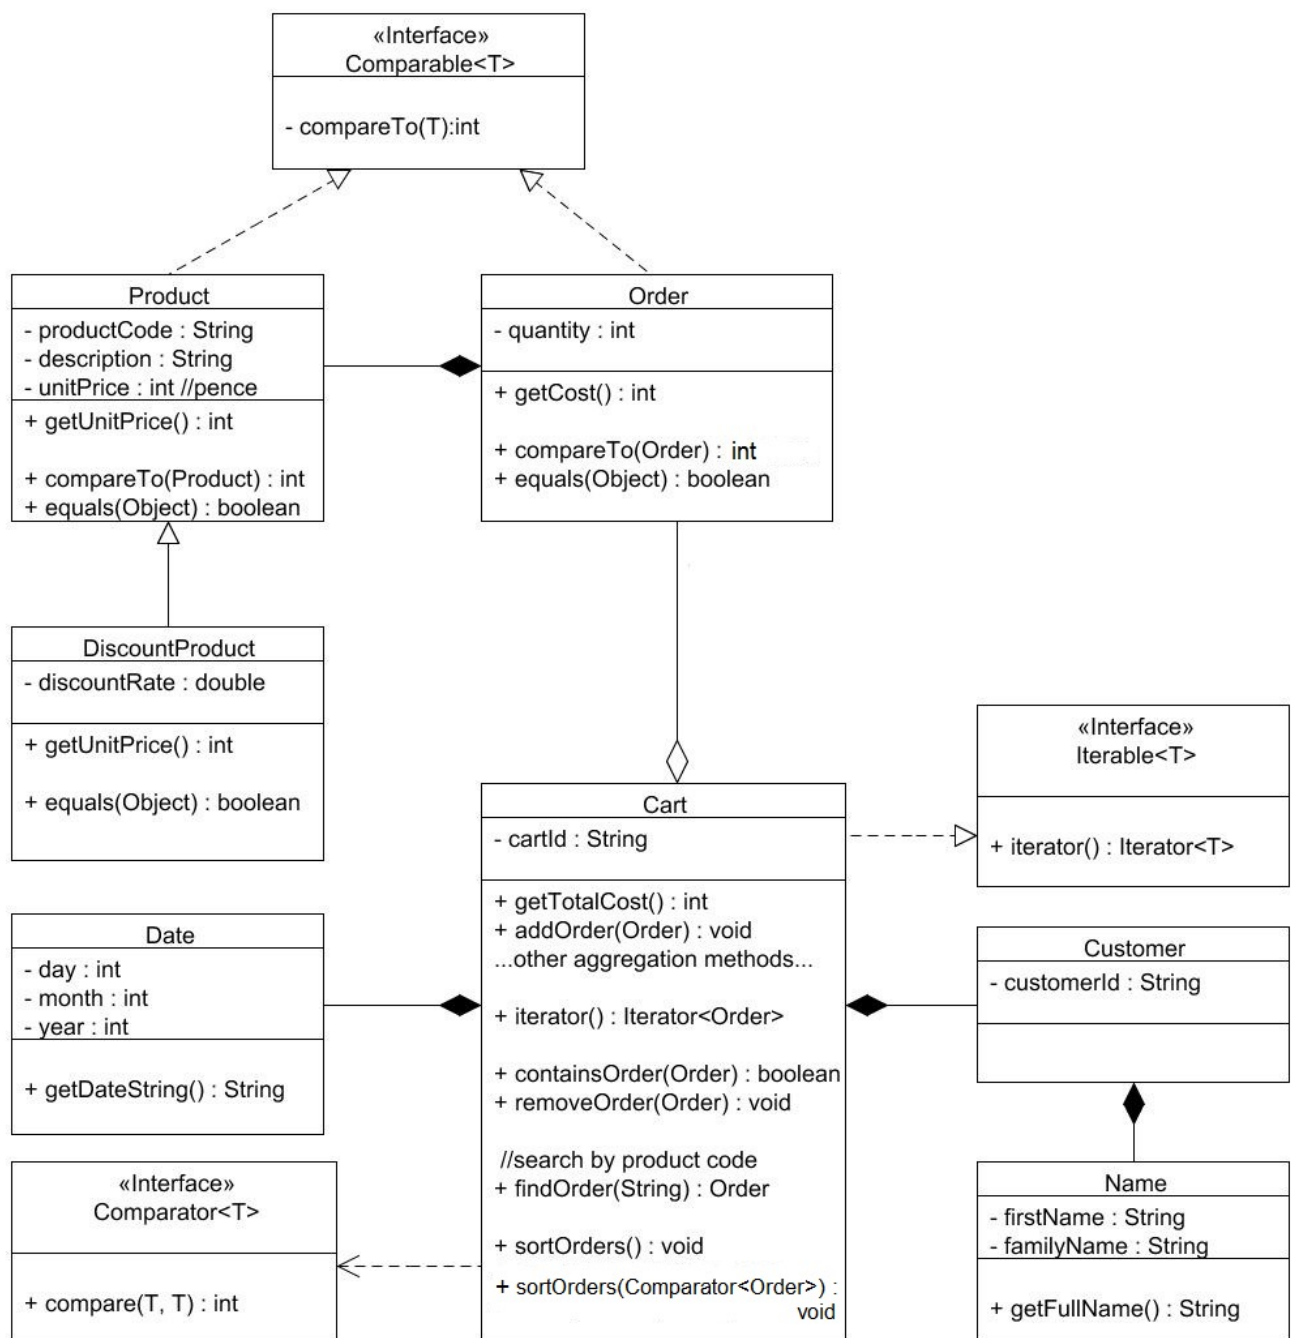 «Interface»
Comparable<T>
- compareTo(T):int
Product
- productCode : String
- description : String
- unitPrice : int //pence
+ getUnitPrice() : int
+ compareTo(Product) : int
+ equals(Object) : boolean
Order
- quantity : int
+ getCost() : int
+ compareTo(Order) : int
+ equals(Object) : boolean
DiscountProduct
- discountRate : double
+ getUnitPrice() : int
+ equals(Object) : boolean
«Interface»
Iterable<T>
+ iterator() : Iterator<T>
Cart
- cartId : String
+ getTotalCost() : int
+ addOrder(Order) : void
...other aggregation methods...
+ iterator() : Iterator<Order>
+ containsOrder(Order) : boolean
+ removeOrder(Order) : void
//search by product code
+ findOrder(String) : Order
+ sortOrders() : void
+ sortOrders(Comparator<Order>) :
void
Date
- day : int
- month : int
- year : int
+ getDateString() : String
Customer
- customerId : String
«Interface»
Comparator<T>
+ compare(T, T) : int
Name
- firstName : String
- familyName : String
+ getFullName() : String